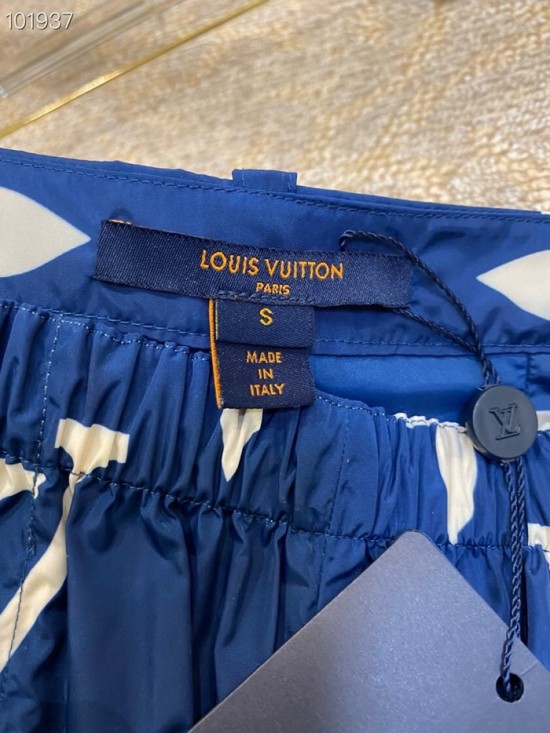 101937
LOUIS VUITTON
PARIS
S
MADE
IN
ITALY
LV